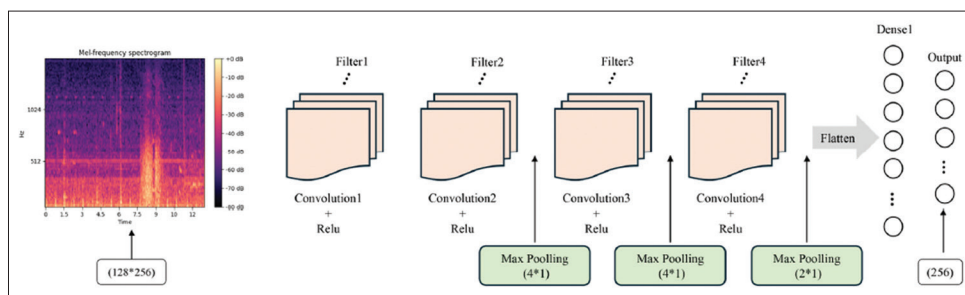 Mel-frequency spectrogram
1024
Hz
512
0 1.5 3 4.5 6 7.5 9 10.5 12
Time
+0 dB
-10 dB
-20 dB
-30 dB
-40 dB
-50 dB
-60 dB
-70 dB
-80 dB
(128*256)
Filter1
Convolution1
+
Relu
Filter2
Convolution2
+
Relu
Max Poolling
(4*1)
Filter3
Convolution3
+
Relu
Max Poolling
(4*1)
Filter4
Convolution4
+
Relu
Max Poolling
(2*1)
Flatten
Dense1
Output
(256)